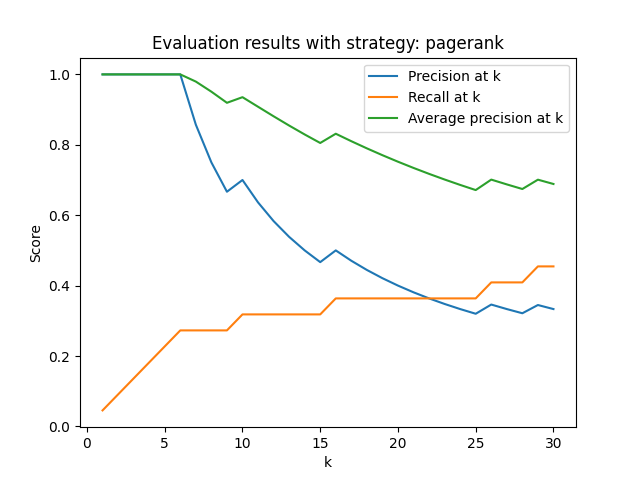 Evaluation results with strategy: pagerank
Precision at k
Recall at k
Average precision at k
Score
1.0
0.8
0.6
0.4
0.2
0.0
0 5 10 15 20 25 30
k